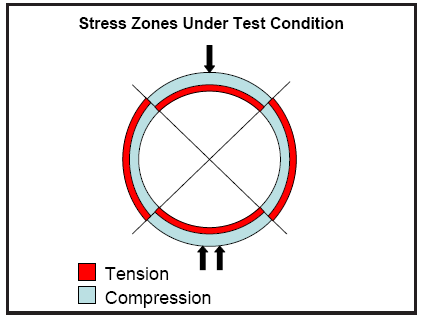 Stress Zones Under Test Condition
Tension
Compression